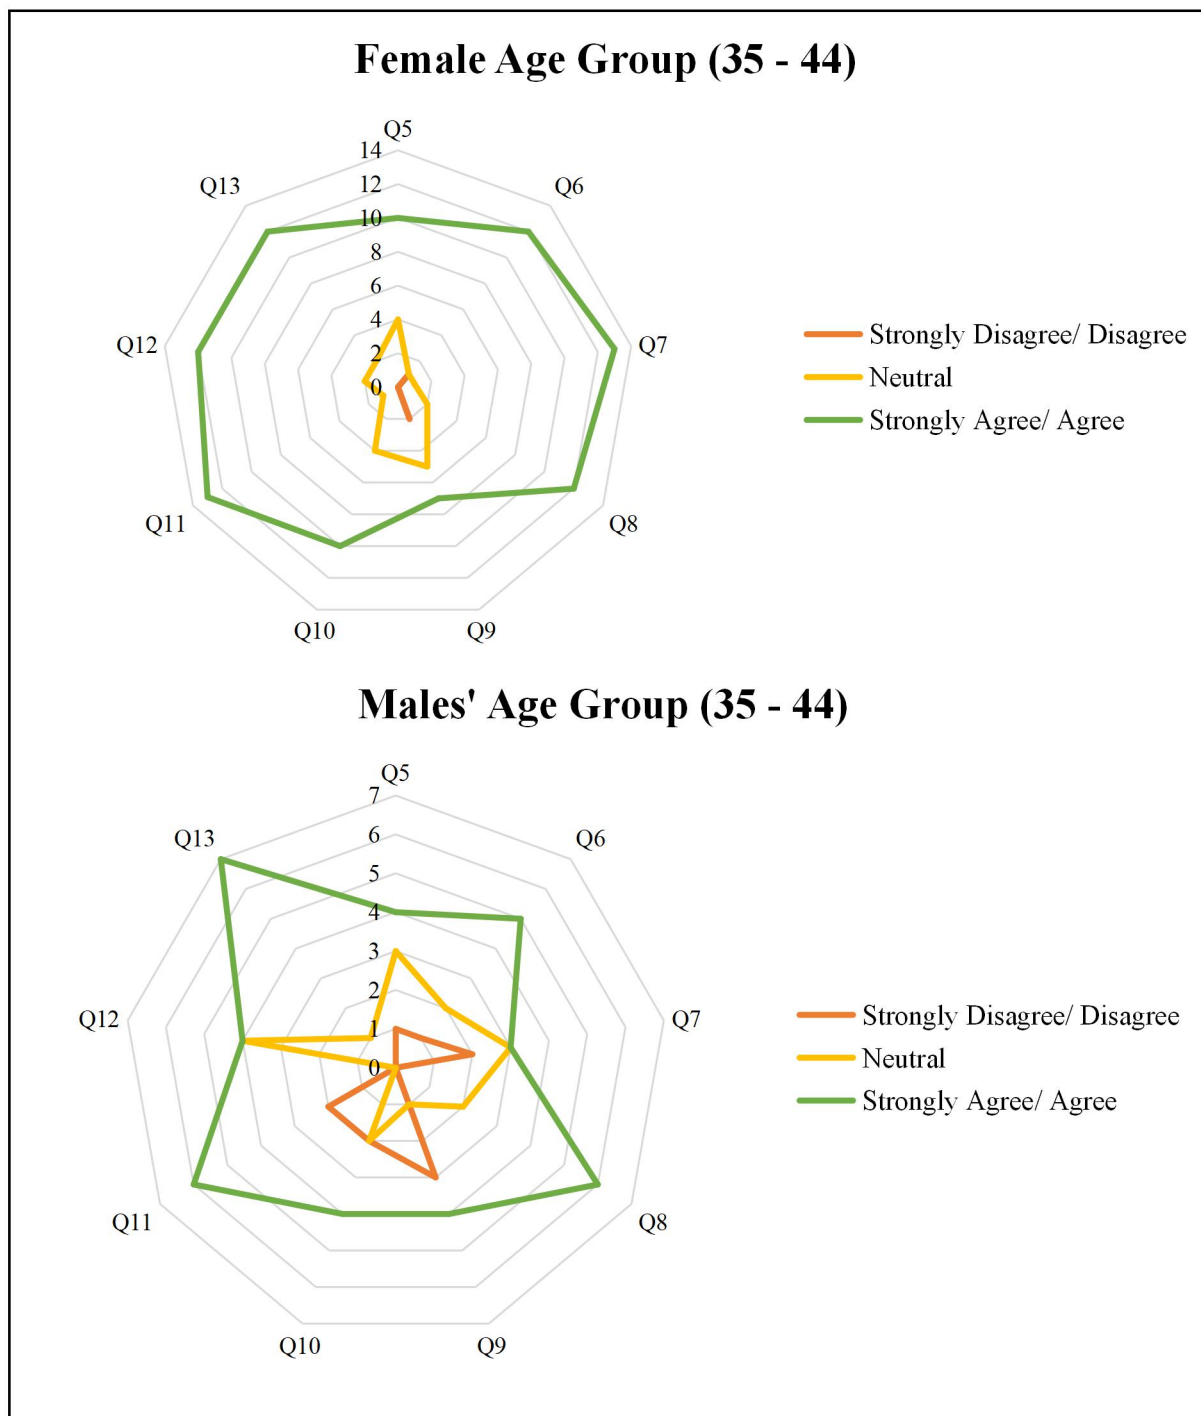 Female Age Group (35 - 44)
Q5
14
Q13
12
Q6
10
8
6
4
Q12
2
Q7
0
Q11
Q8
Q10
Q9
Strongly Disagree/ Disagree
Neutral
Strongly Agree/ Agree
Males' Age Group (35 - 44)
Q5
7
Q13
6
Q6
5
4
3
2
Q12
1
Q7
0
Q11
Q8
Q10
Q9
Strongly Disagree/ Disagree
Neutral
Strongly Agree/ Agree